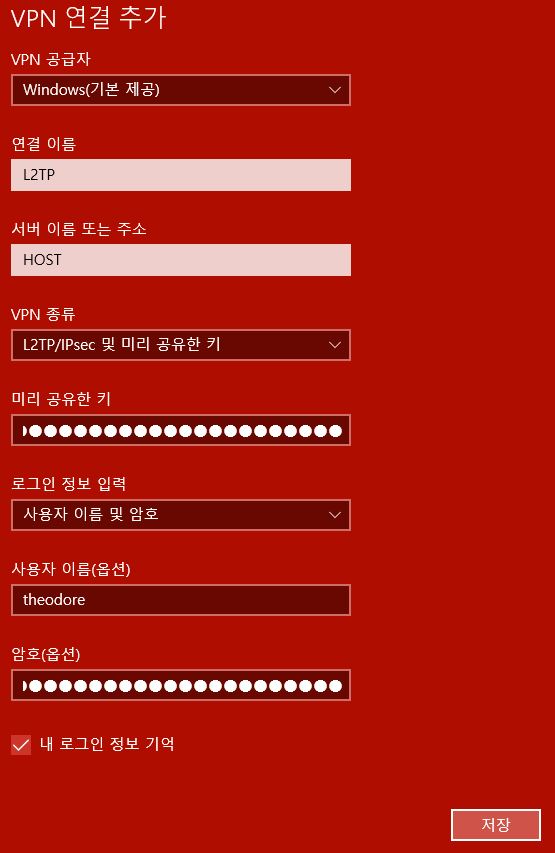 VPN 연결 추가
VPN 공급자
Windows(기본 제공)
연결 이름
L2TP
서버 이름 또는 주소
HOST
VPN 종류
L2TP/IPsec 및 미리 공유한 키
미리 공유한 키
로그인 정보 입력
사용자 이름 및 암호
사용자 이름(옵션)
theodore
암호(옵션)
내 로그인 정보 기억
저장